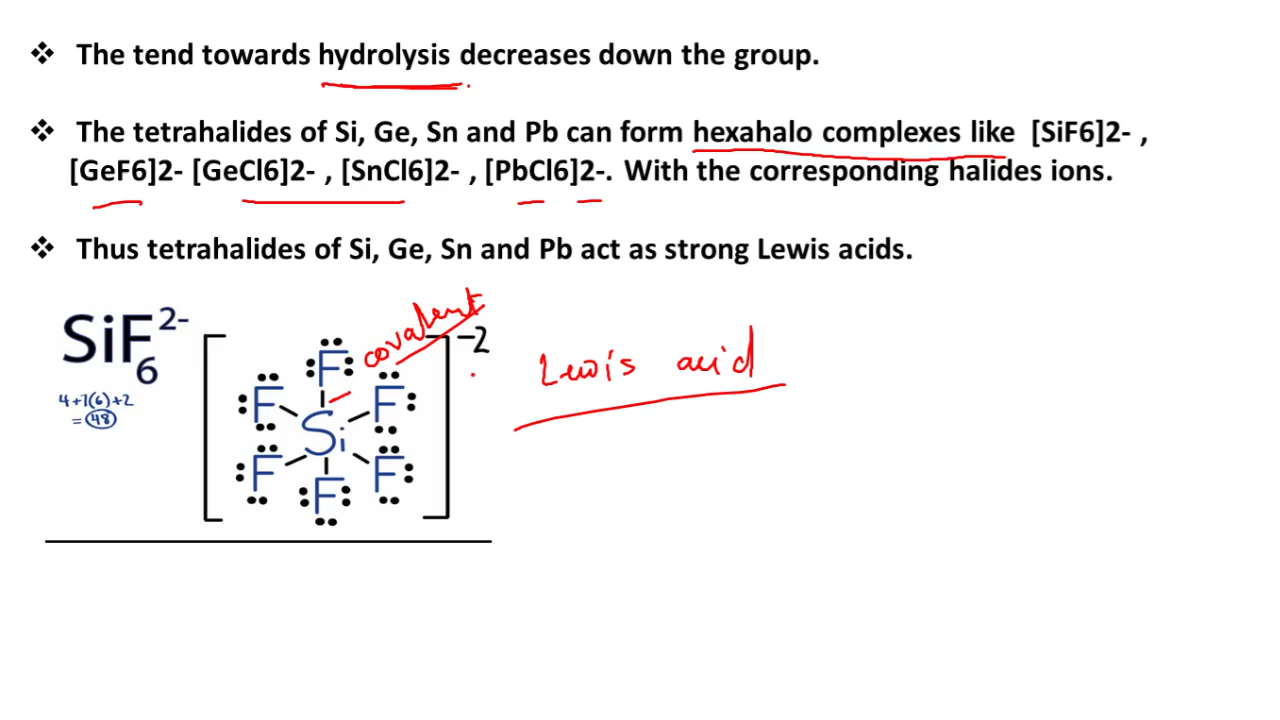 ❖ The tend towards hydrolysis decreases down the group.
❖ The tetrahalides of Si, Ge, Sn and Pb can form hexahalo complexes like [SiF6]2- ,
[GeF6]2- [GeCl6]2- , [SnCl6]2- , [PbCl6]2-. With the corresponding halides ions.
❖ Thus tetrahalides of Si, Ge, Sn and Pb act as strong Lewis acids.
SiF6 2-
4+7(6)+2
= 48
covalent
-2
F
F F
Si
F F
F
Lewis acid